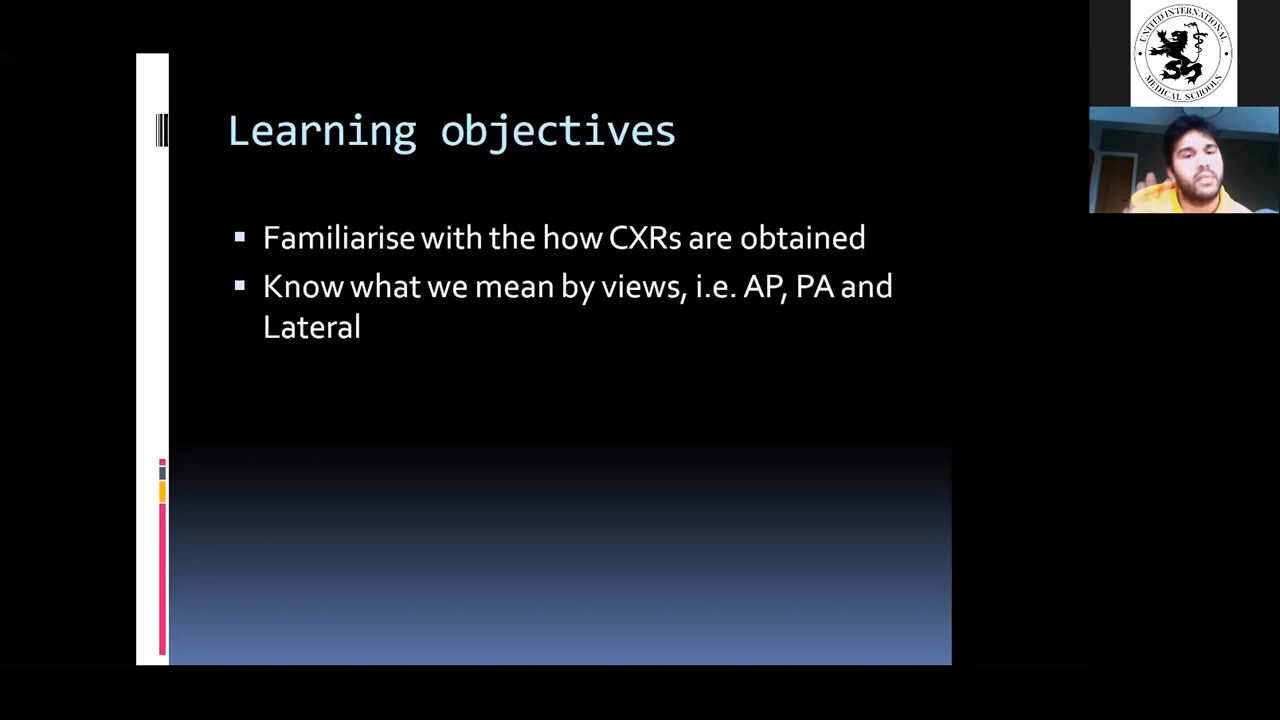 Learning objectives
Familiarise with the how CXRs are obtained
Know what we mean by views, i.e. AP, PA and
Lateral
UNITED INTERNATIONAL
MEDICAL SCHOOLS